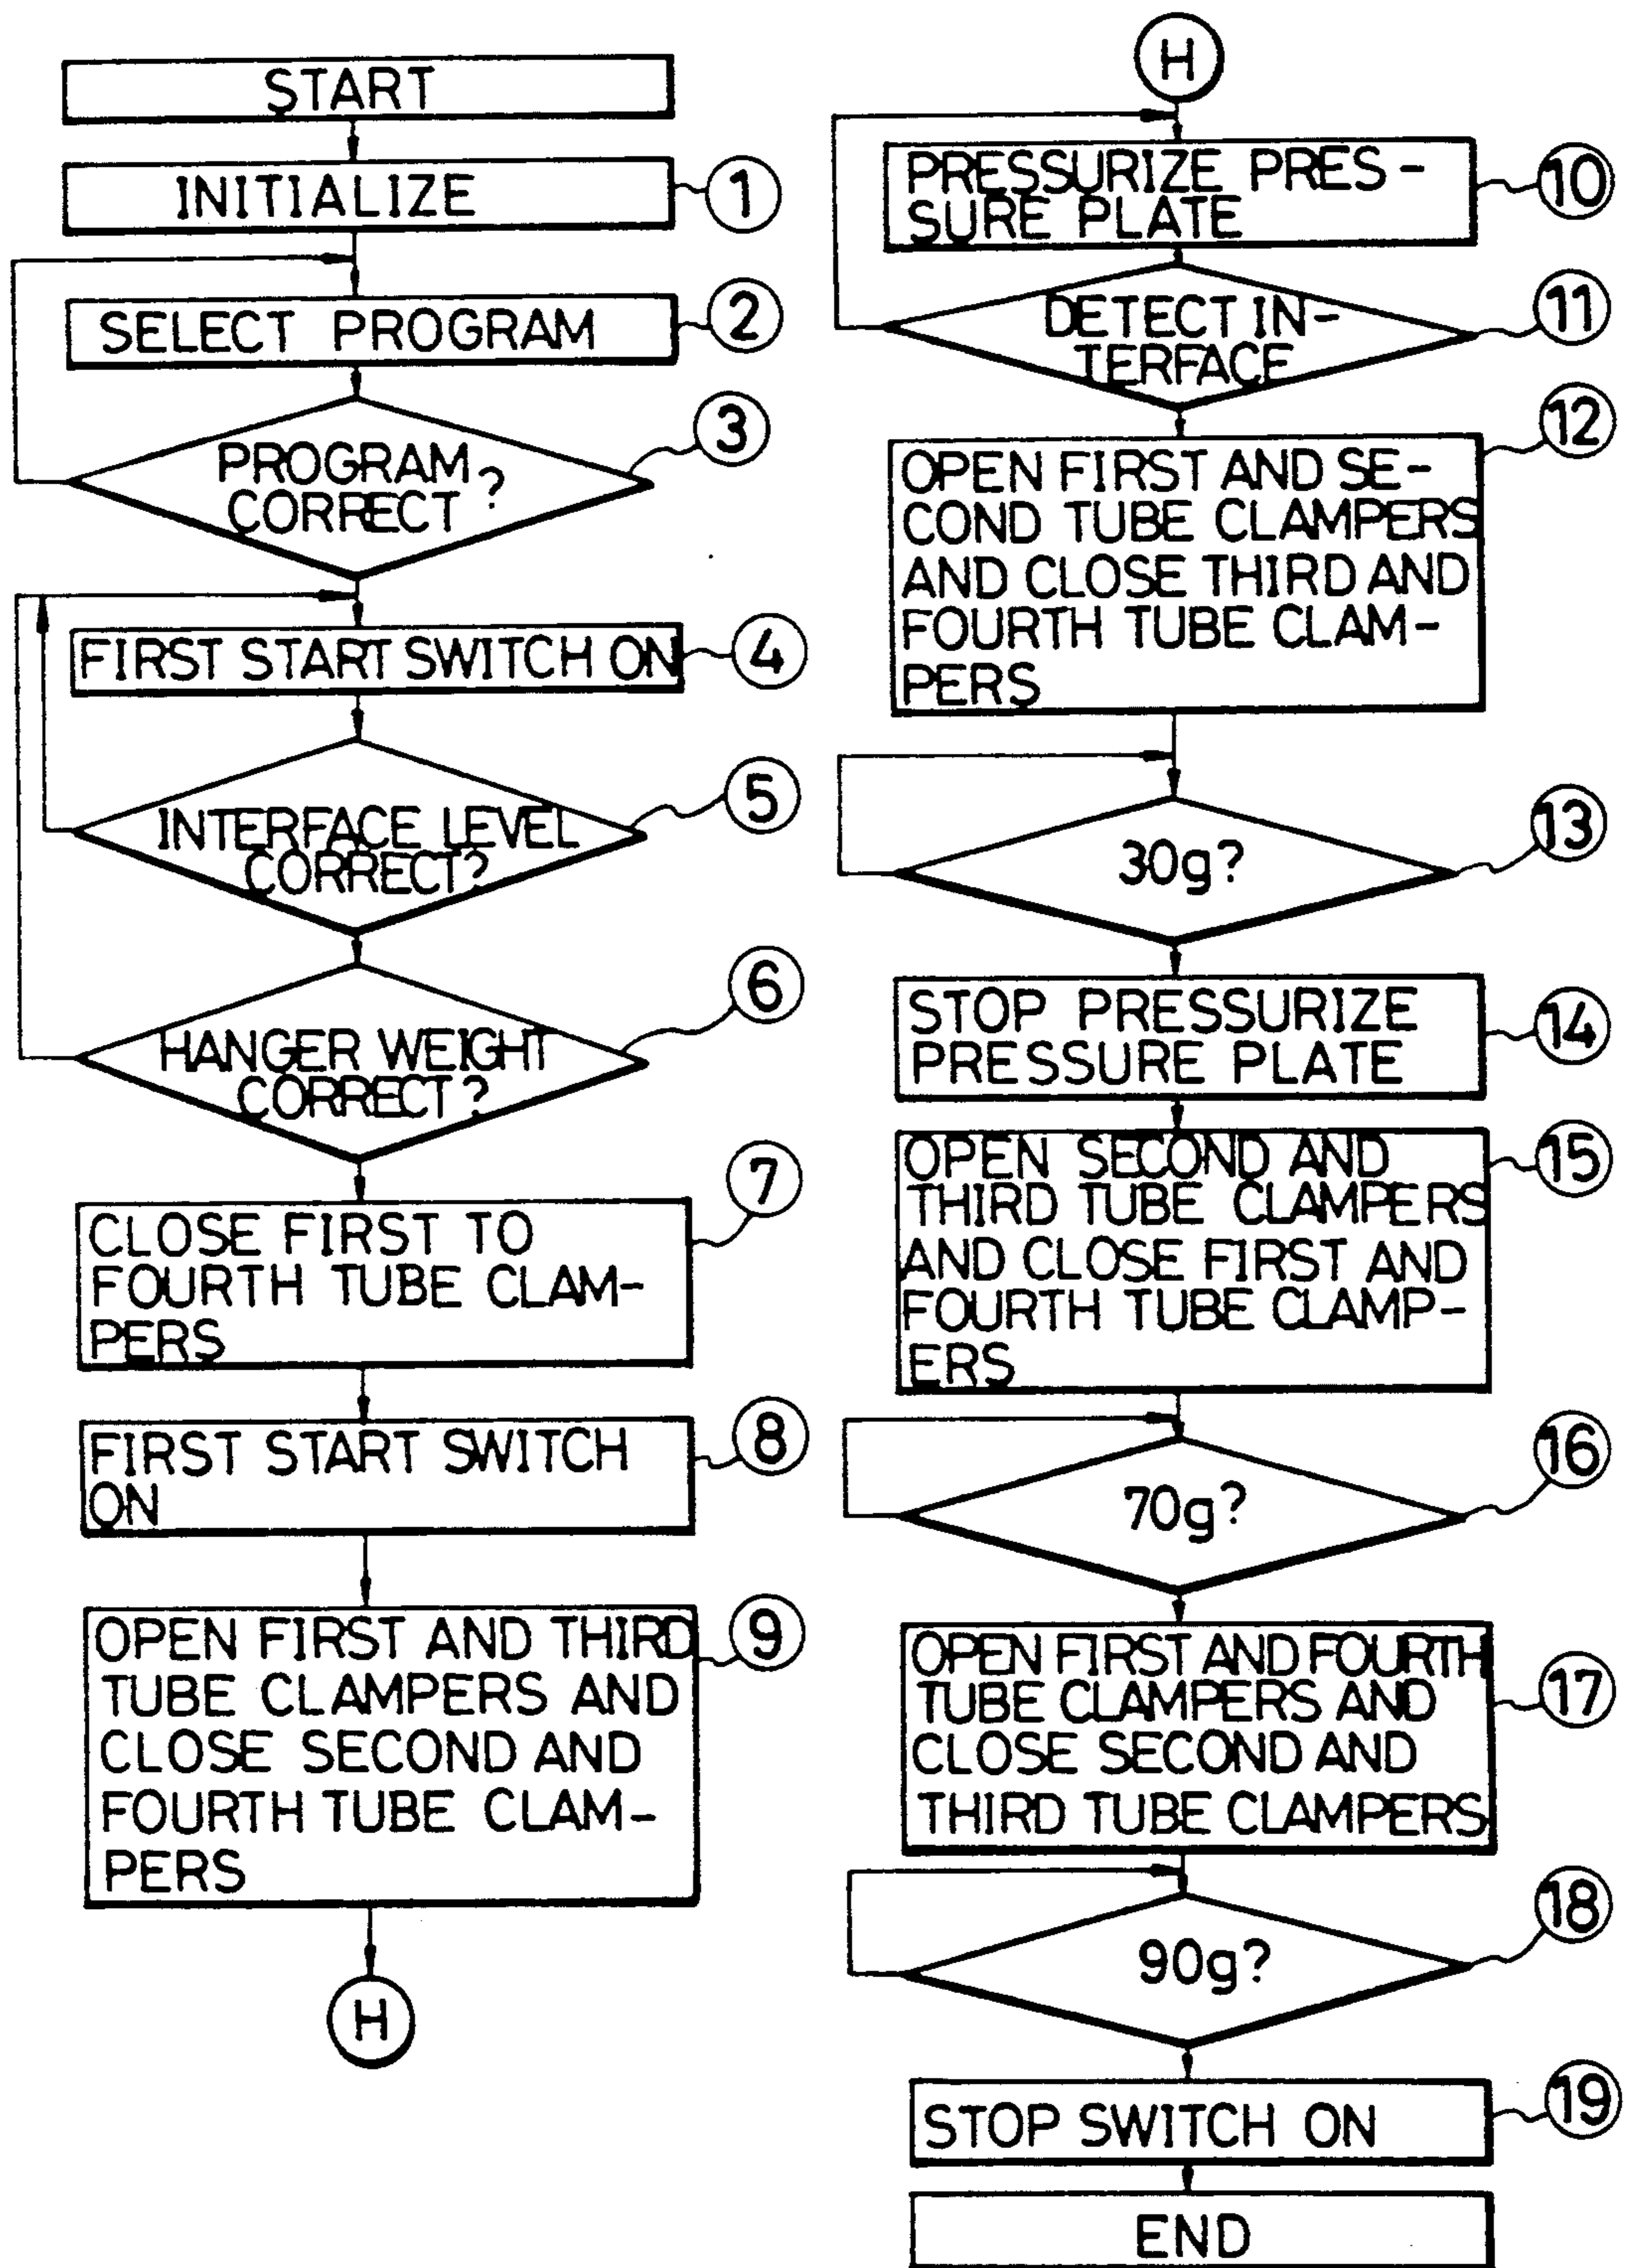 START
INITIALIZE
1
SELECT PROGRAM
2
PROGRAM
CORRECT ?
3
FIRST START SWITCH ON
4
INTERFACE LEVEL
CORRECT?
5
HANGER WEIGHT
CORRECT?
6
CLOSE FIRST TO
FOURTH TUBE CLAM-
PERS
7
FIRST START SWITCH
ON
8
OPEN FIRST AND THIRD
TUBE CLAMPERS AND
CLOSE SECOND AND
FOURTH TUBE CLAM-
PERS
9
H
H
PRESSURIZE PRES-
SURE PLATE
10
DETECT IN-
TERFACE
11
OPEN FIRST AND SE-
COND TUBE CLAMPERS
AND CLOSE THIRD AND
FOURTH TUBE CLAM-
PERS
12
30g?
13
STOP PRESSURIZE
PRESSURE PLATE
14
OPEN SECOND AND
THIRD TUBE CLAMPERS
AND CLOSE FIRST AND
FOURTH TUBE CLAMP-
ERS
15
70g?
16
OPEN FIRST AND FOURTH
TUBE CLAMPERS AND
CLOSE SECOND AND
THIRD TUBE CLAMPERS
17
90g?
18
STOP SWITCH ON
19
END